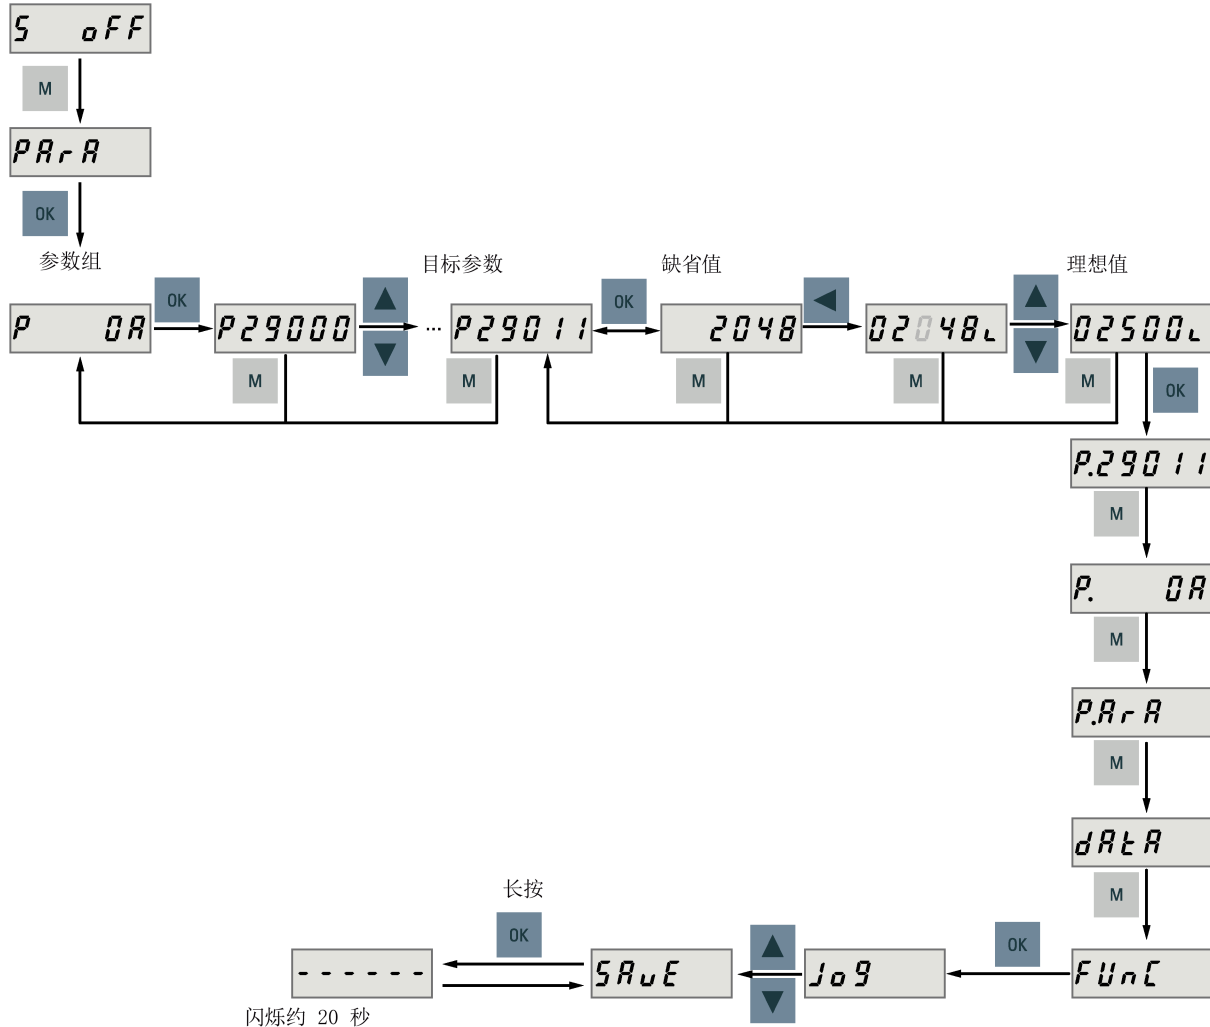 S oFF
M
PArA
OK
参数组
目标参数
缺省值
理想值
P 0A
OK
P29000
...
P29011
OK
2048
02048L
02500L
M
M
M
M
M
OK
P.29011
M
P. 0A
M
P.ArA
M
dAtA
M
长按
OK
OK
------
SAvE
Jog
FUnC
闪烁约 20 秒